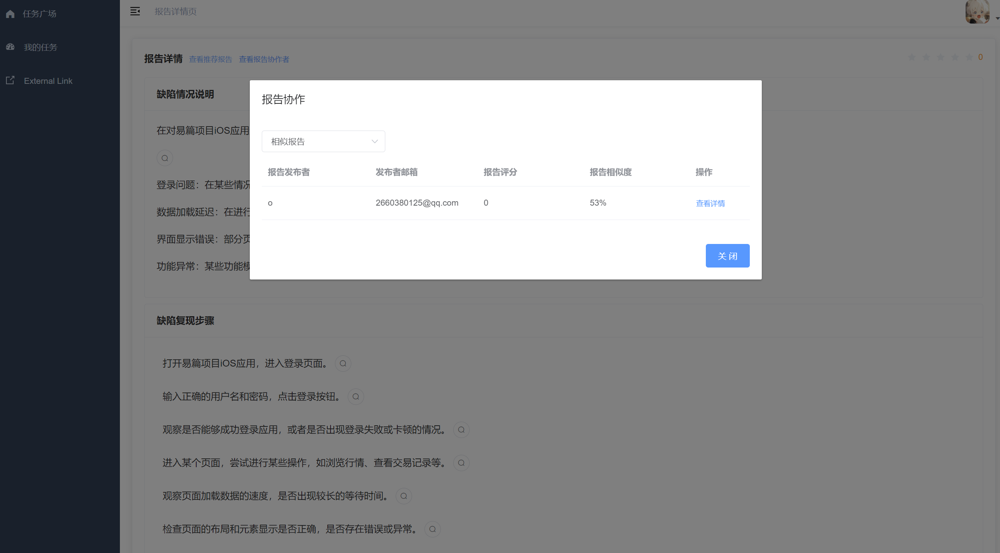 任务广场
我的任务
External Link
报告详情页
报告详情 查看推荐报告 查看报告协作者 0
缺陷情况说明
在对易篇项目iOS应用
登录问题：在某些情况
数据加载延迟：在进行
界面显示错误：部分页
功能异常：某些功能模
报告协作
相似报告
报告发布者 发布者邮箱 报告评分 报告相似度 操作
o 2660380125@qq.com 0 53% 查看详情
关 闭
缺陷复现步骤
打开易篇项目iOS应用，进入登录页面。
输入正确的用户名和密码，点击登录按钮。
观察是否能够成功登录应用，或者是否出现登录失败或卡顿的情况。
进入某个页面，尝试进行某些操作，如浏览行情、查看交易记录等。
观察页面加载数据的速度，是否出现较长的等待时间。
检查页面的布局和元素显示是否正确，是否存在错误或异常。